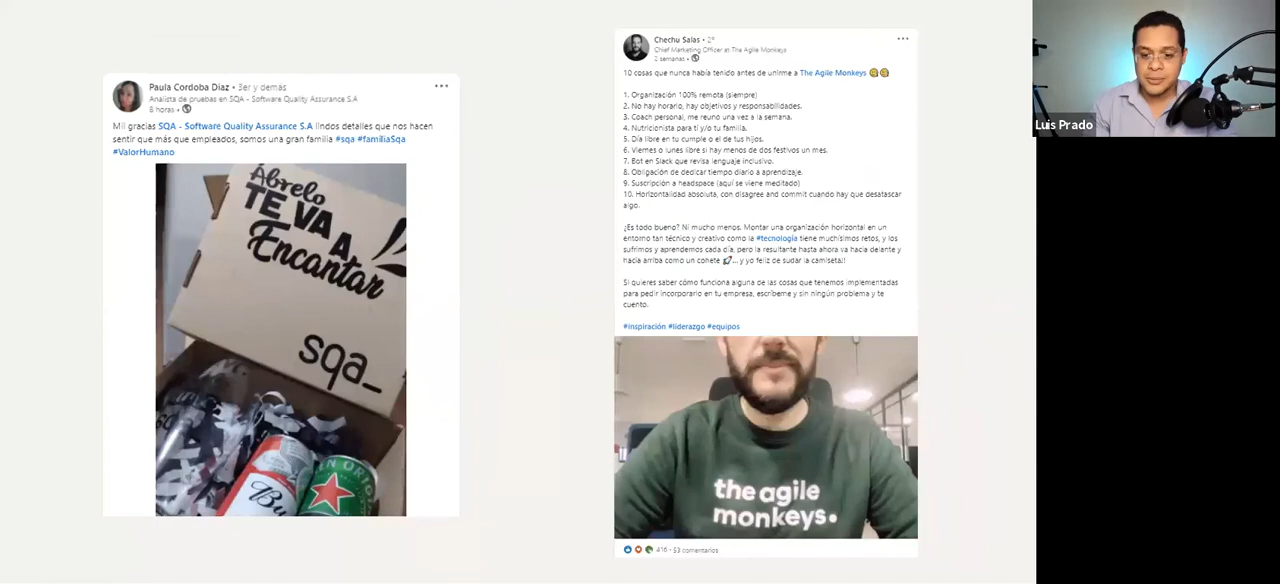 Paula Cordoba Diaz • 3er y demás
Analista de pruebas en SQA - Software Quality Assurance S.A
8 horas •
Mil gracias SQA - Software Quality Assurance S.A lindos detalles que nos hacen
sentir que más que empleados, somos una gran familia #sqa #familiaSqa
#ValorHumano
Ábrelo
TE VA A
Encantar
sqa_
Bu
EN ORIGI
Chechu Salas • 2º
Chief Marketing Officer at The Agile Monkeys
2 semanas •
10 cosas que nunca había tenido antes de unirme a The Agile Monkeys
1. Organización 100% remota (siempre)
2. No hay horario, hay objetivos y responsabilidades.
3. Coach personal, me reuno una vez a la semana.
4. Nutricionista para ti y/o tu familia.
5. Día libre en tu cumple o el de tus hijos.
6. Viernes o lunes libre si hay menos de dos festivos un mes.
7. Bot en Slack que revisa lenguaje inclusivo.
8. Obligación de dedicar tiempo diario a aprendizaje.
9. Suscripción a headspace (aquí se viene meditado)
10. Horizontalidad absoluta, con disagree and commit cuando hay que desatascar
algo.
¿Es todo bueno? Ni mucho menos. Montar una organización horizontal en un
entorno tan técnico y creativo como la #tecnología tiene muchísimos retos, y los
sufrimos y aprendemos cada día, pero la resultante hasta ahora va hacia delante y
hacia arriba como un cohete ... y yo feliz de sudar la camiseta!!
Si quieres saber cómo funciona alguna de las cosas que tenemos implementadas
para pedir incorporarlo en tu empresa, escríbeme y sin ningún problema y te
cuento.
#inspiración #liderazgo #equipos
the agile
monkeys.
416 • 53 comentarios
Luis Prado